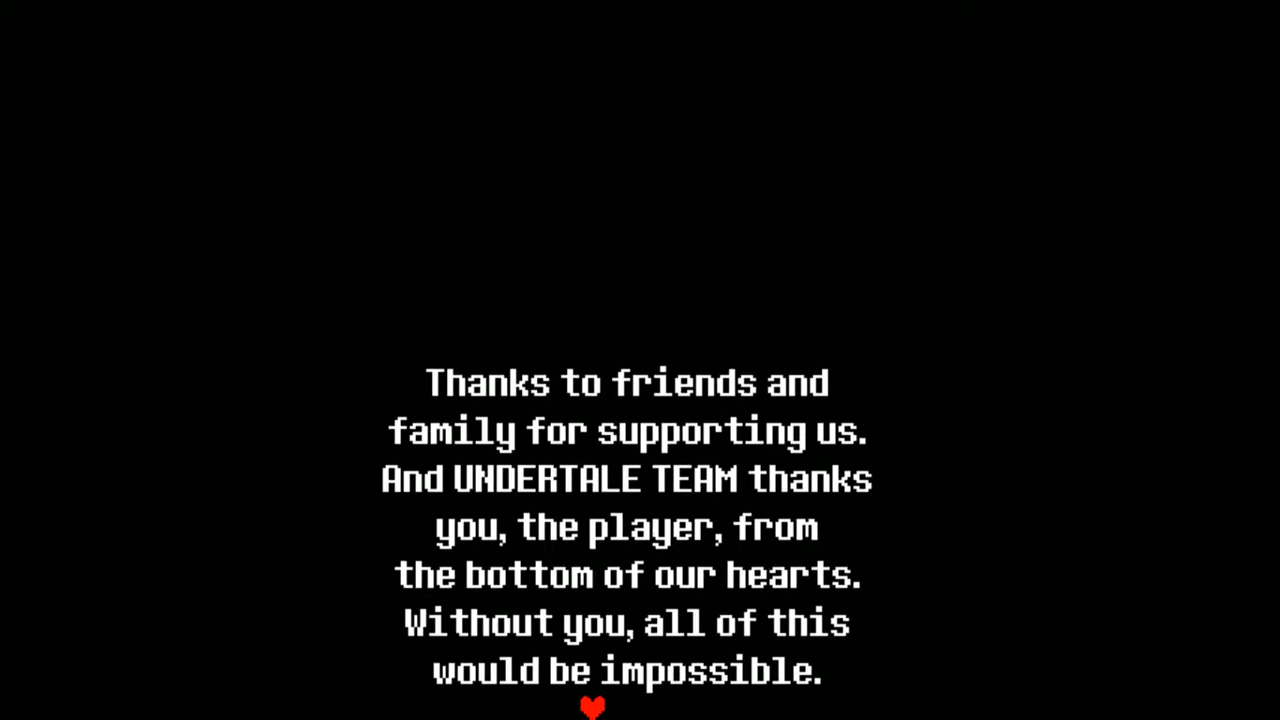 Thanks to friends and
family for supporting us.
And UNDERTALE TEAM thanks
you, the player, from
the bottom of our hearts.
Without you, all of this
would be impossible.